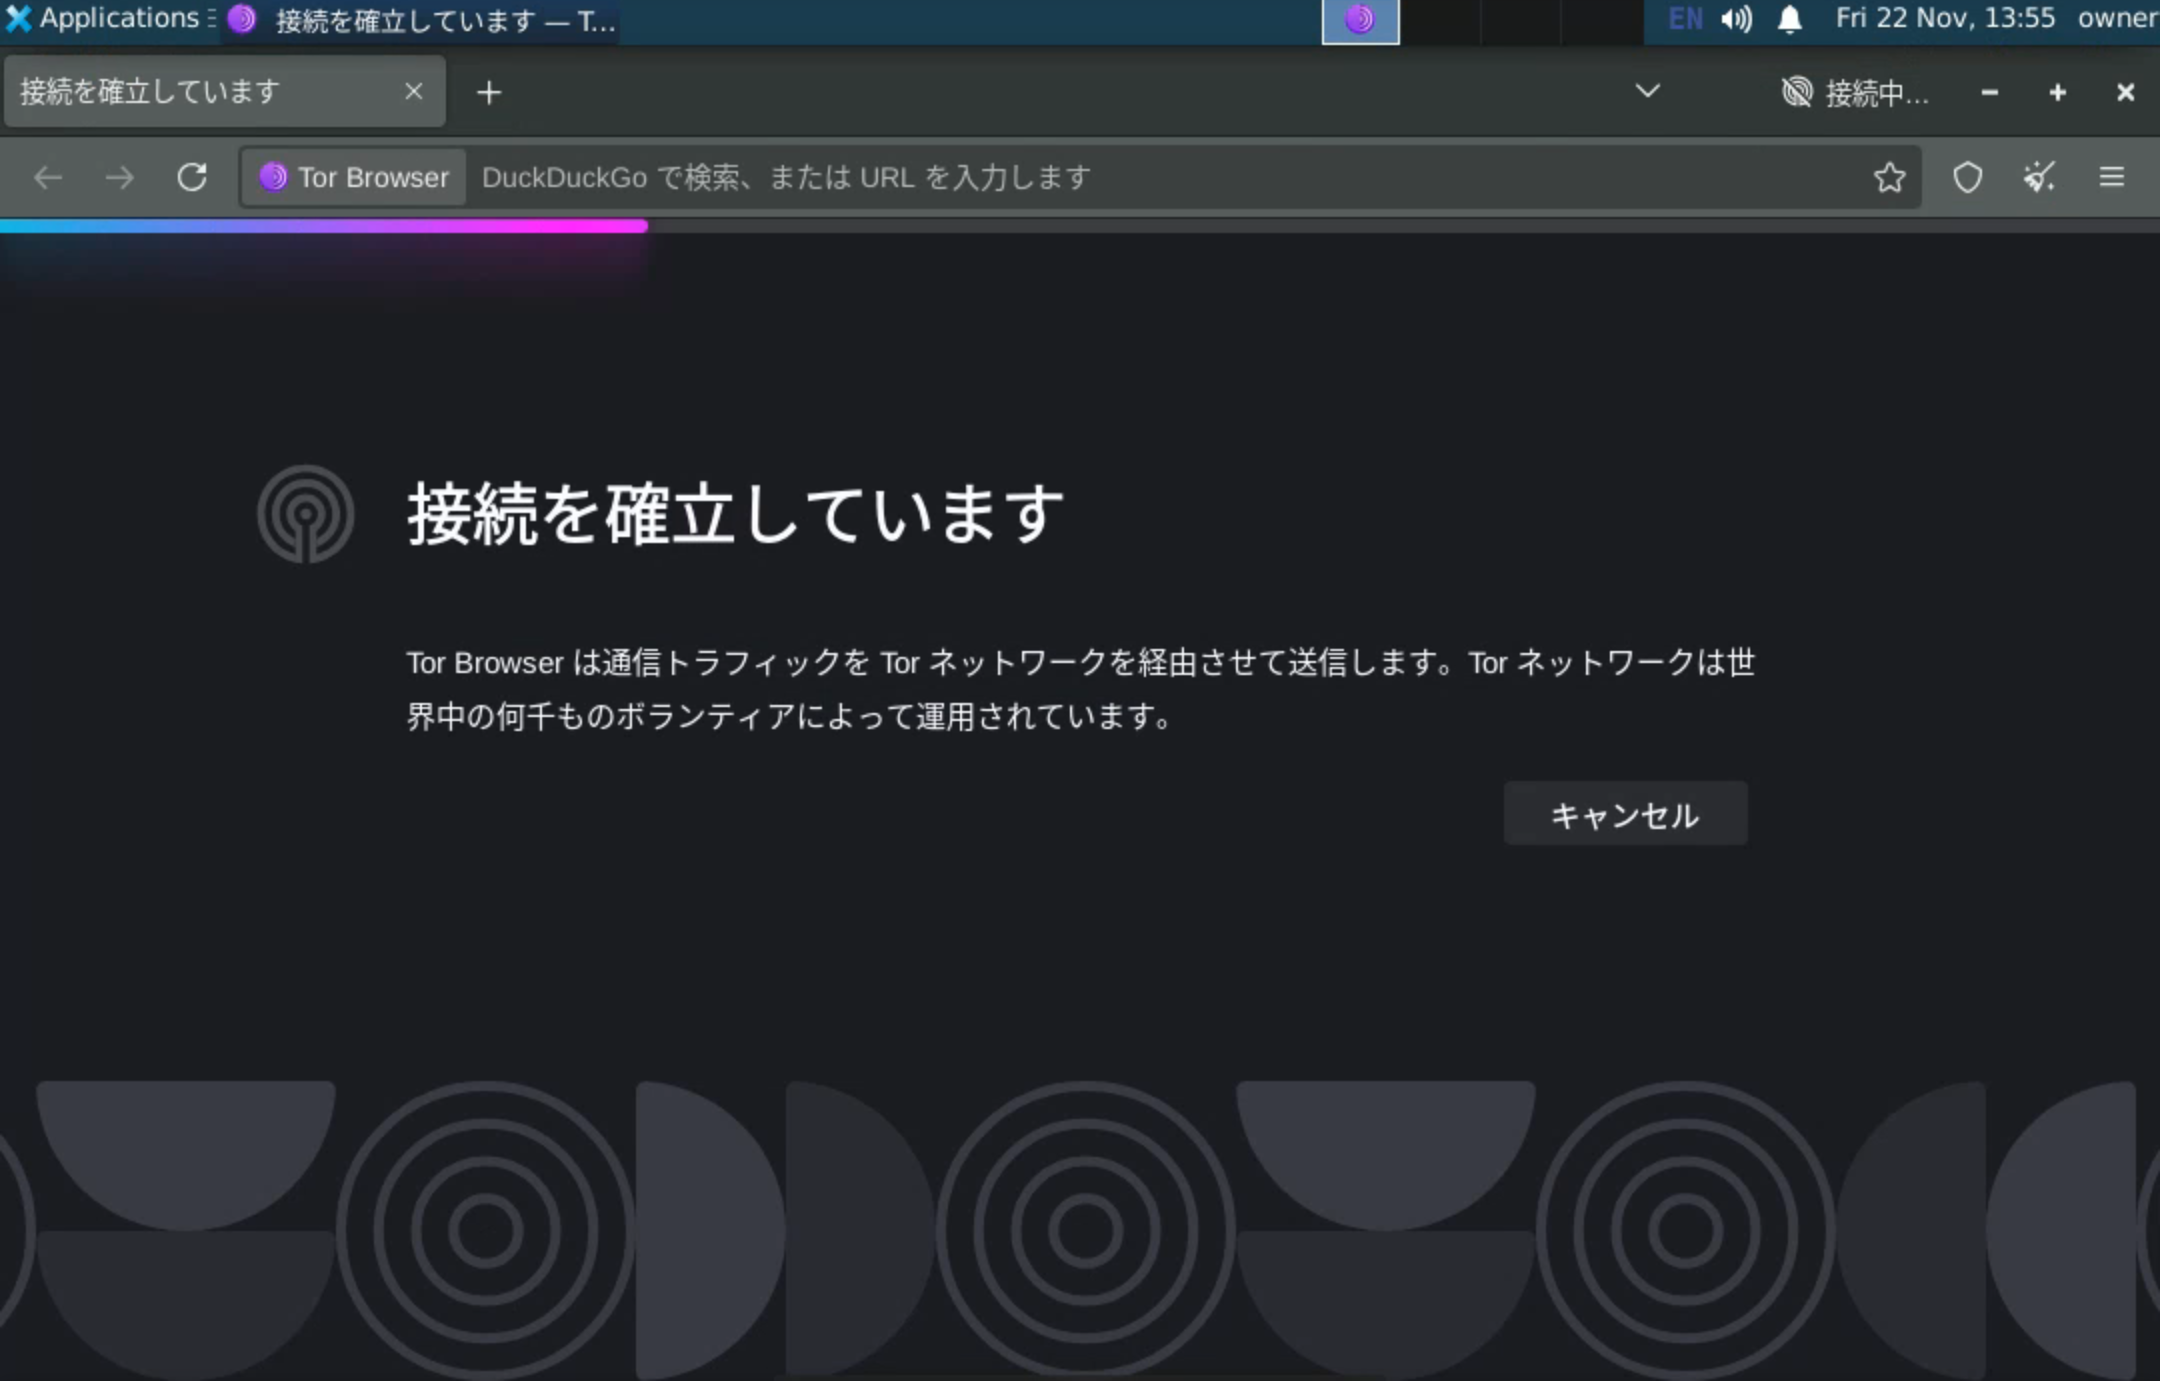 Applications
接続を確立しています — T...
EN
Fri 22 Nov, 13:55
owner
接続を確立しています
接続中...
Tor Browser
DuckDuckGo で検索、または URL を入力します
接続を確立しています
Tor Browser は通信トラフィックを Tor ネットワークを経由させて送信します。Tor ネットワークは世
界中の何千ものボランティアによって運用されています。
キャンセル